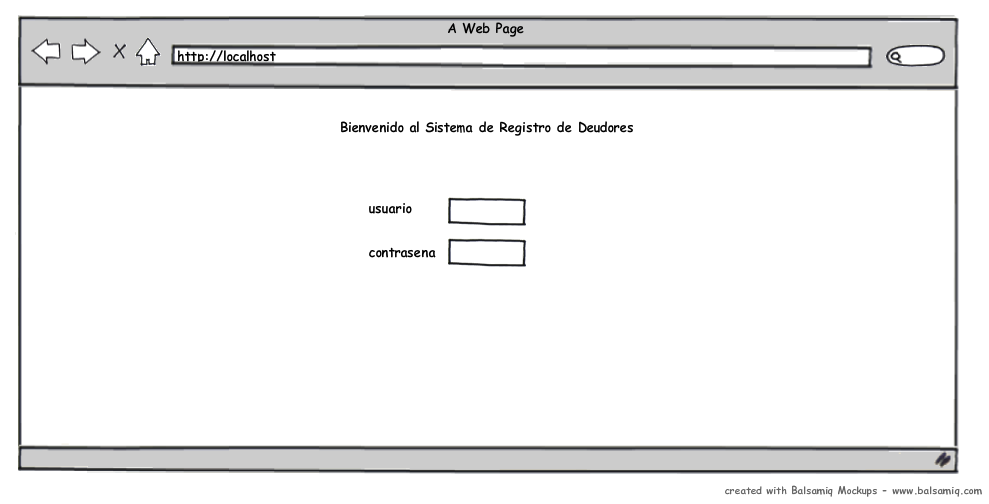 A Web Page
http://localhost
Bienvenido al Sistema de Registro de Deudores
usuario
contrasena
created with Balsamiq Mockups - www.balsamiq.com